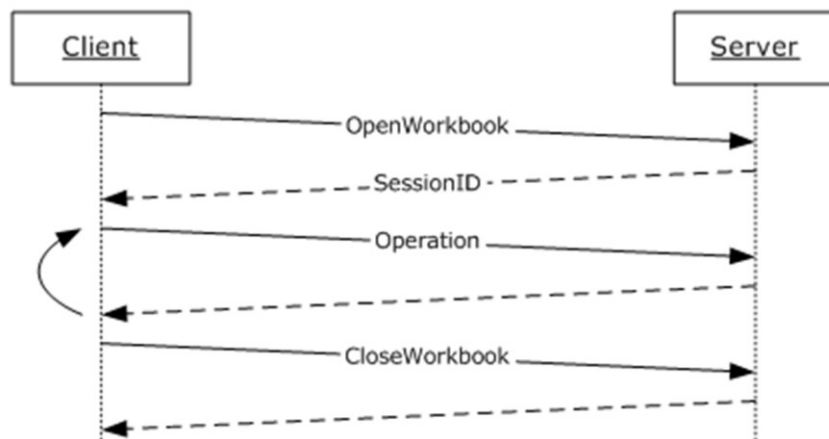 Client
Server
OpenWorkbook
SessionID
Operation
CloseWorkbook